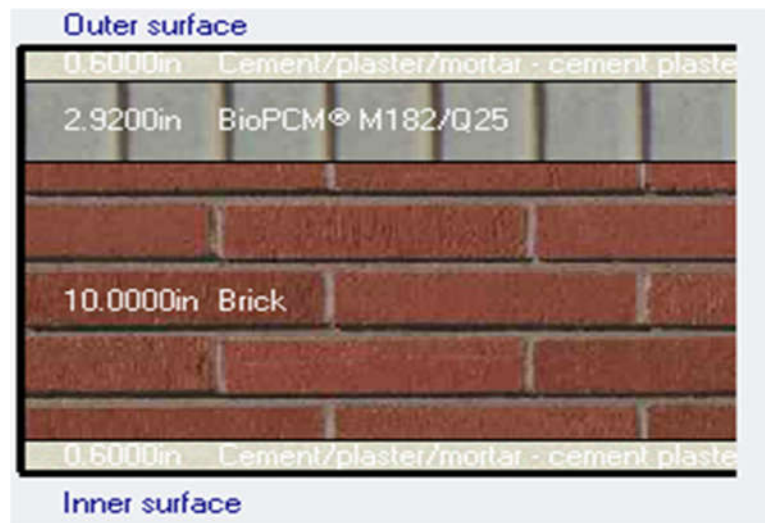 Outer surface
0.6000in Cement/plaster/mortar - cement plaste
2.9200in BioPCM® M182/Q25
10.0000in Brick
0.6000in Cement/plaster/mortar - cement plaste
Inner surface